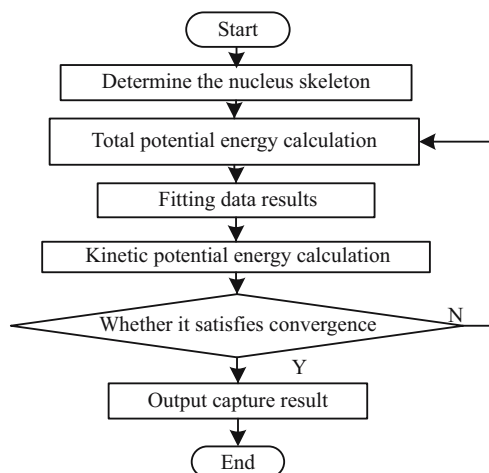 Start
Determine the nucleus skeleton
Total potential energy calculation
Fitting data results
Kinetic potential energy calculation
Whether it satisfies convergence
N
Y
Output capture result
End